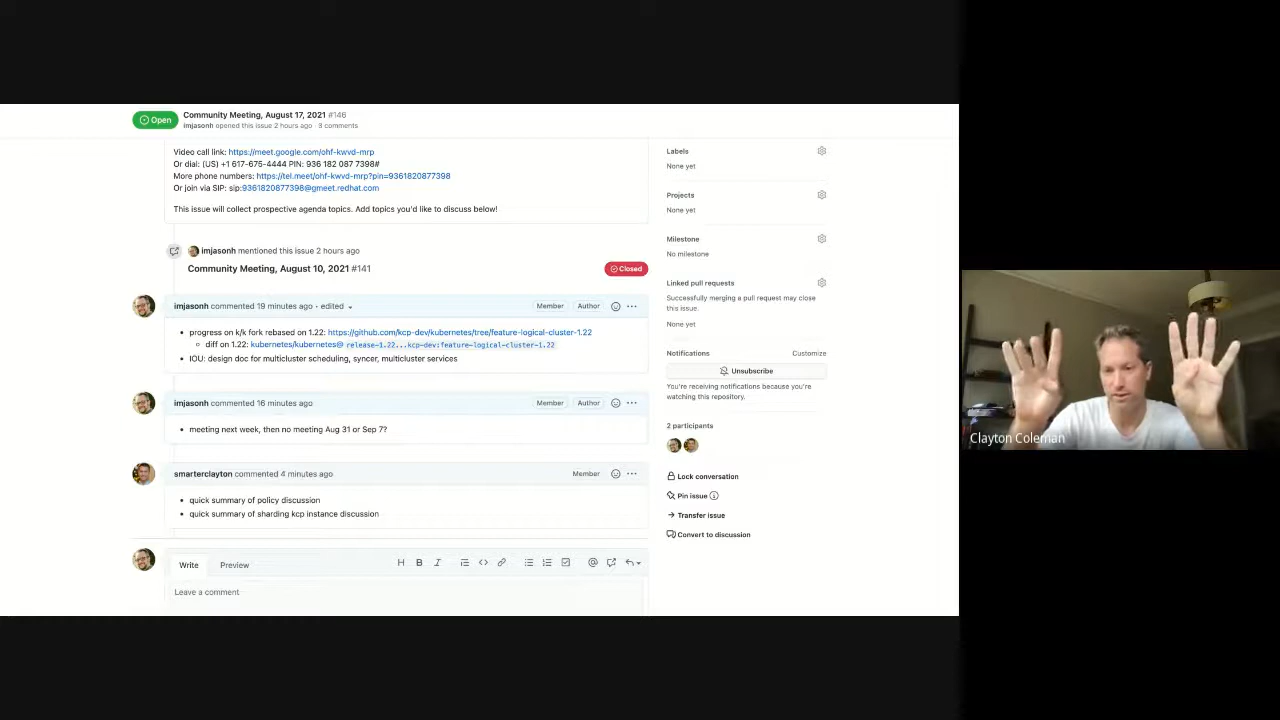 Open
Community Meeting, August 17, 2021 #146
imjasonh opened this issue 2 hours ago · 3 comments
Video call link: https://meet.google.com/ohf-kwvd-mrp
Or dial: (US) +1 617-675-4444 PIN: 936 182 087 7398#
More phone numbers: https://tel.meet/ohf-kwvd-mrp?pin=9361820877398
Or join via SIP: sip:9361820877398@gmeet.redhat.com
This issue will collect prospective agenda topics. Add topics you'd like to discuss below!
imjasonh mentioned this issue 2 hours ago
Community Meeting, August 10, 2021 #141
Closed
imjasonh commented 19 minutes ago · edited
Member
Author
progress on k/k fork rebased on 1.22: https://github.com/kcp-dev/kubernetes/tree/feature-logical-cluster-1.22
diff on 1.22: kubernetes/kubernetes@ release-1.22...kcp-dev:feature-logical-cluster-1.22
IOU: design doc for multicluster scheduling, syncer, multicluster services
imjasonh commented 16 minutes ago
Member
Author
meeting next week, then no meeting Aug 31 or Sep 7?
smarterclayton commented 4 minutes ago
Member
quick summary of policy discussion
quick summary of sharding kcp instance discussion
Write
Preview
Leave a comment
Labels
None yet
Projects
None yet
Milestone
No milestone
Linked pull requests
Successfully merging a pull request may close
this issue.
None yet
Notifications
Customize
Unsubscribe
You're receiving notifications because you're
watching this repository.
2 participants
Lock conversation
Pin issue
Transfer issue
Convert to discussion
Clayton Coleman